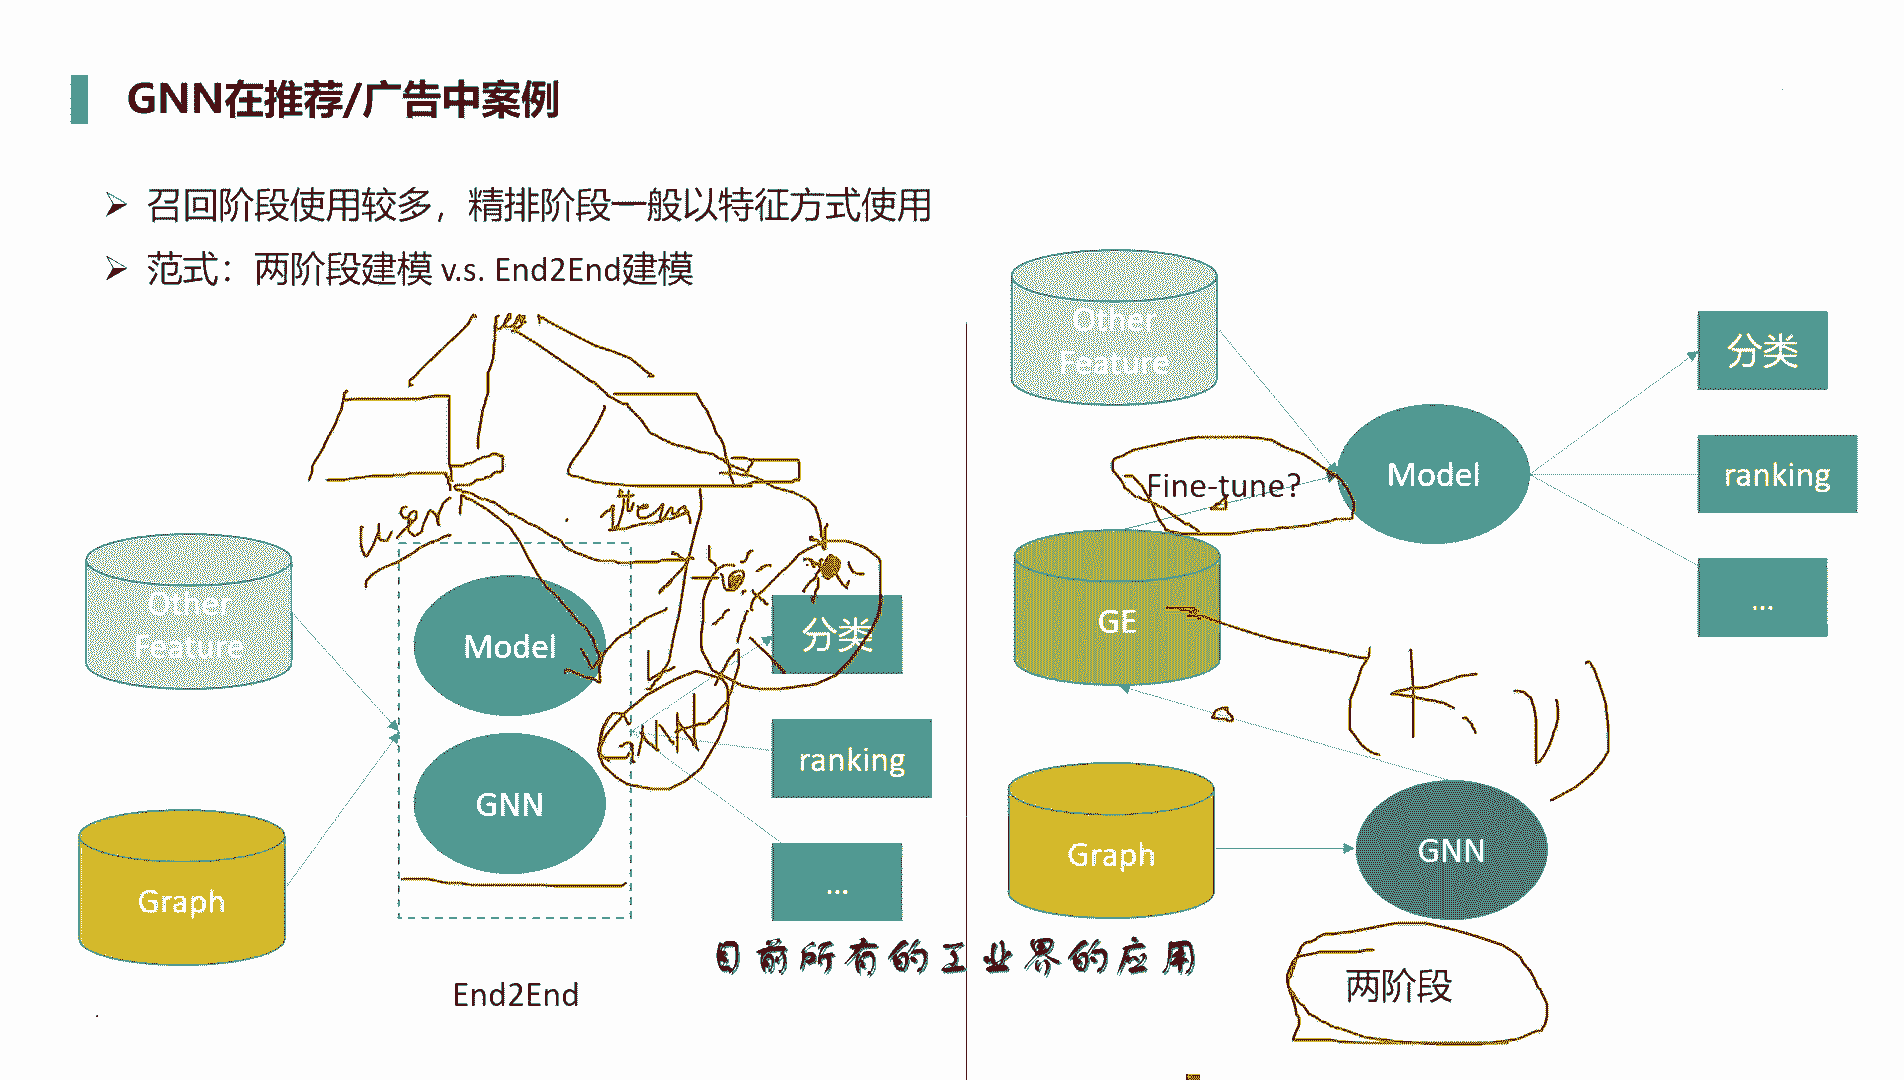 GNN在推荐/广告中案例
➢ 召回阶段使用较多，精排阶段一般以特征方式使用
➢ 范式：两阶段建模 v.s. End2End建模
user
item
Other
Feature
Graph
Model
GNN
GNN
分类
ranking
...
End2End
Other
Feature
Fine-tune?
Model
分类
ranking
...
GE
(K, V)
Graph
GNN
两阶段
目前所有的工业界的应用